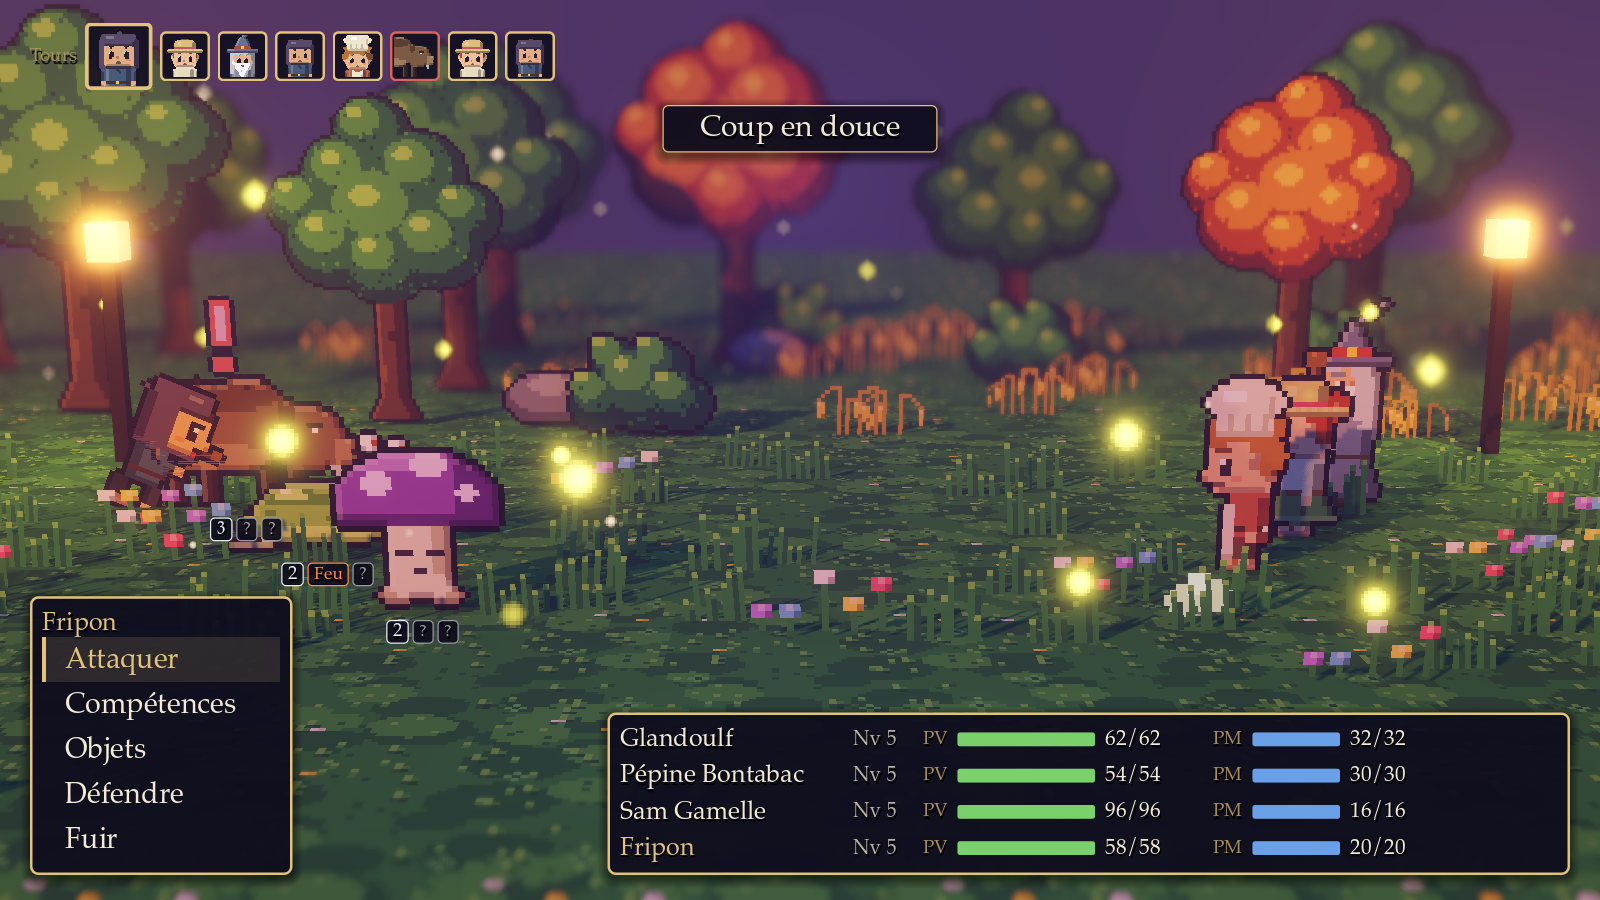 Tours
Coup en douce
3 ? ?
2 Feu ?
2 ? ?
Fripon
Attaquer
Compétences
Objets
Défendre
Fuir
Glandoulf Nv 5 PV 62/62 PM 32/32
Pépine Bontabac Nv 5 PV 54/54 PM 30/30
Sam Gamelle Nv 5 PV 96/96 PM 16/16
Fripon Nv 5 PV 58/58 PM 20/20